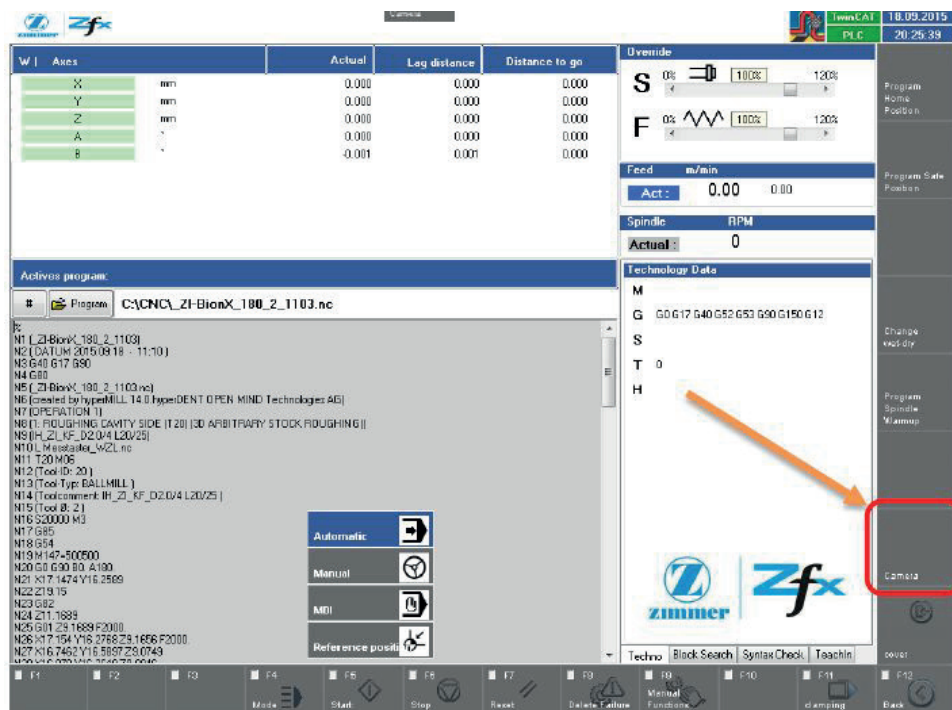 Camera
zimmer Zfx
TwinCAT 18.09.2015
PLC 20:25:39
W | Axes Actual Lag distance Distance to go
X mm 0.000 0.000 0.000
Y mm 0.000 0.000 0.000
Z mm 0.000 0.000 0.000
A ° 0.000 0.000 0.000
B ° -0.001 0.001 0.000
Override
S 0% 100% 120%
F 0% 100% 120%
Feed m/min
Act : 0.00 0.00
Spindle RPM
Actual : 0
Actives program:
# Program C:\CNC\_ZI-BionX_180_2_1103.nc
%
N1 (_ZI-BionX_180_2_1103)
N2 ( DATUM 2015 09 18 - 11:10 )
N3 G40 G17 G90
N4 G80
N5 (_ZI-BionX_180_2_1103.nc)
N6 (created by hyperMILL 14.0 hyperDENT OPEN MIND Technologies AG)
N7 (OPERATION 1)
N8 (1: ROUGHING CAVITY SIDE (T20) (3D ARBITRARY STOCK ROUGHING))
N9 (IH_ZI_KF_D2.0/4 L20/25)
N10 L Messtaster_WZL.nc
N11 T20 M06
N12 (Tool-ID: 20 )
N13 (Tool-Typ: BALLMILL )
N14 (Toolcomment: IH_ZI_KF_D2.0/4 L20/25 )
N15 (Tool Ø: 2 )
N16 S20000 M3
N17 G85
N18 G54
N19 M147=500500
N20 G0 G90 B0. A180.
N21 X17.1474 Y16.2589
N22 Z19.15
N23 G82
N24 Z11.1689
N25 G01 Z9.1689 F2000.
N26 X17.154 Y16.2768 Z9.1656 F2000.
N27 X16.7462 Y16.5897 Z9.0749
Automatic
Manual
MDI
Reference positi
Technology Data
M
G G0 G17 G40 G52 G53 G90 G150 G12
S
T 0
H
zimmer Zfx
Techno Block Search Syntax Check Teachin
Program
Home
Position
Program Safe
Position
Change
wet-dry
Program
Spindle
Warmup
Camera
cover
F1 F2 F3 F4 F5 F6 F7 F8 F9 F10 F11 F12
Mode Start Stop Reset Delete Failure Manual Functions clamping Back